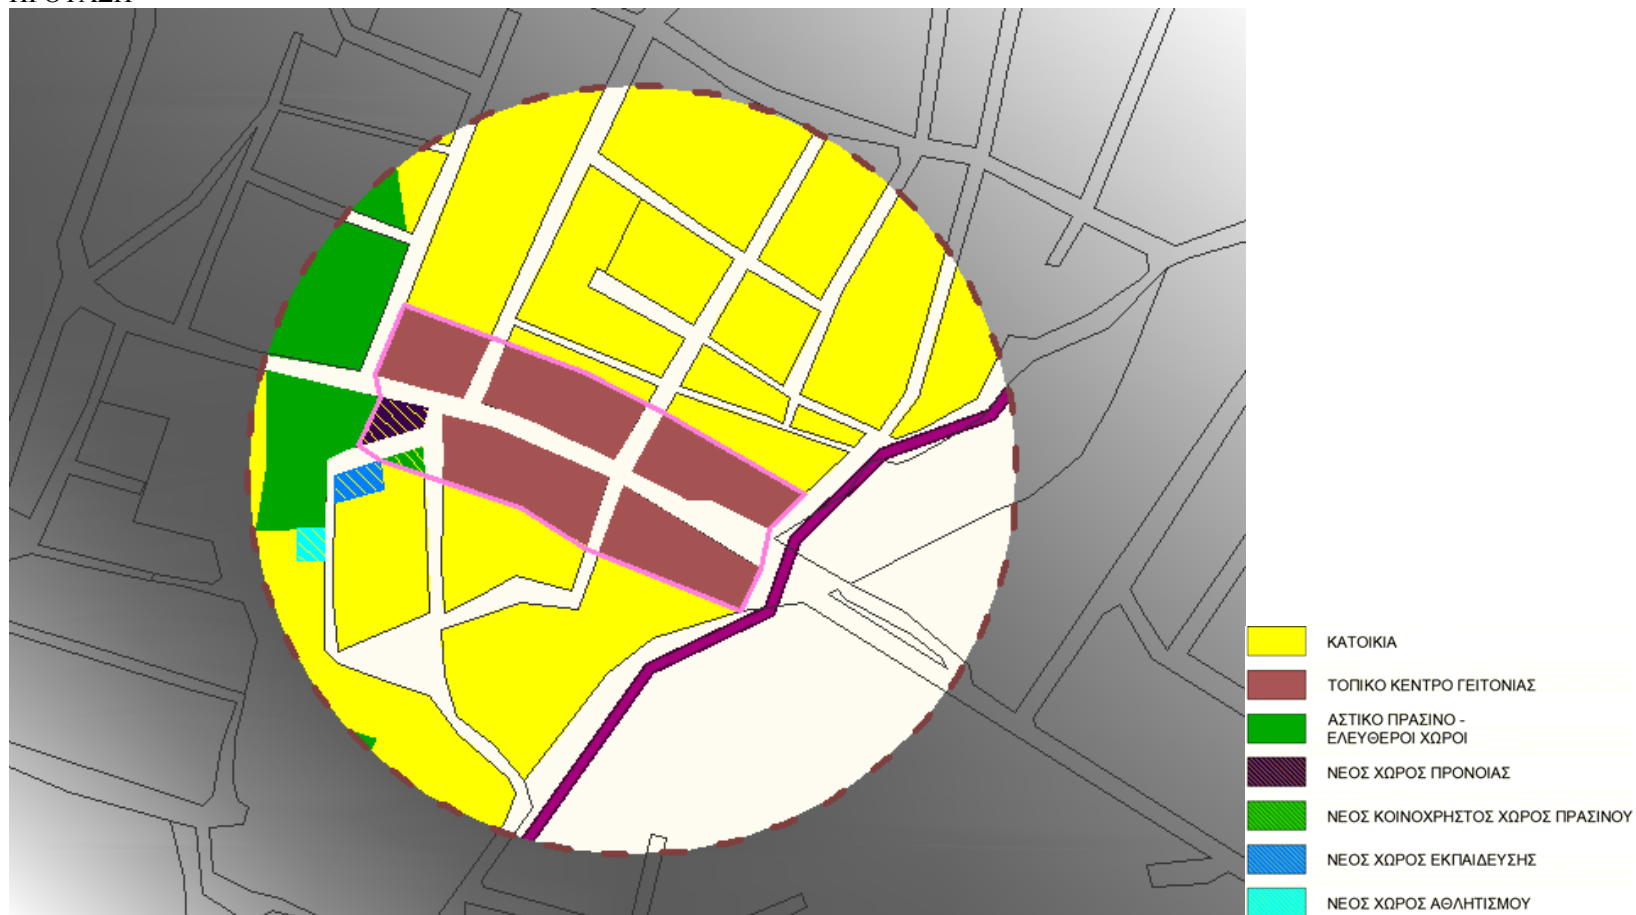 ΠΡΟΤΑΣΗ
ΚΑΤΟΙΚΙΑ
ΤΟΠΙΚΟ ΚΕΝΤΡΟ ΓΕΙΤΟΝΙΑΣ
ΑΣΤΙΚΟ ΠΡΑΣΙΝΟ -
ΕΛΕΥΘΕΡΟΙ ΧΩΡΟΙ
ΝΕΟΣ ΧΩΡΟΣ ΠΡΟΝΟΙΑΣ
ΝΕΟΣ ΚΟΙΝΟΧΡΗΣΤΟΣ ΧΩΡΟΣ ΠΡΑΣΙΝΟΥ
ΝΕΟΣ ΧΩΡΟΣ ΕΚΠΑΙΔΕΥΣΗΣ
ΝΕΟΣ ΧΩΡΟΣ ΑΘΛΗΤΙΣΜΟΥ